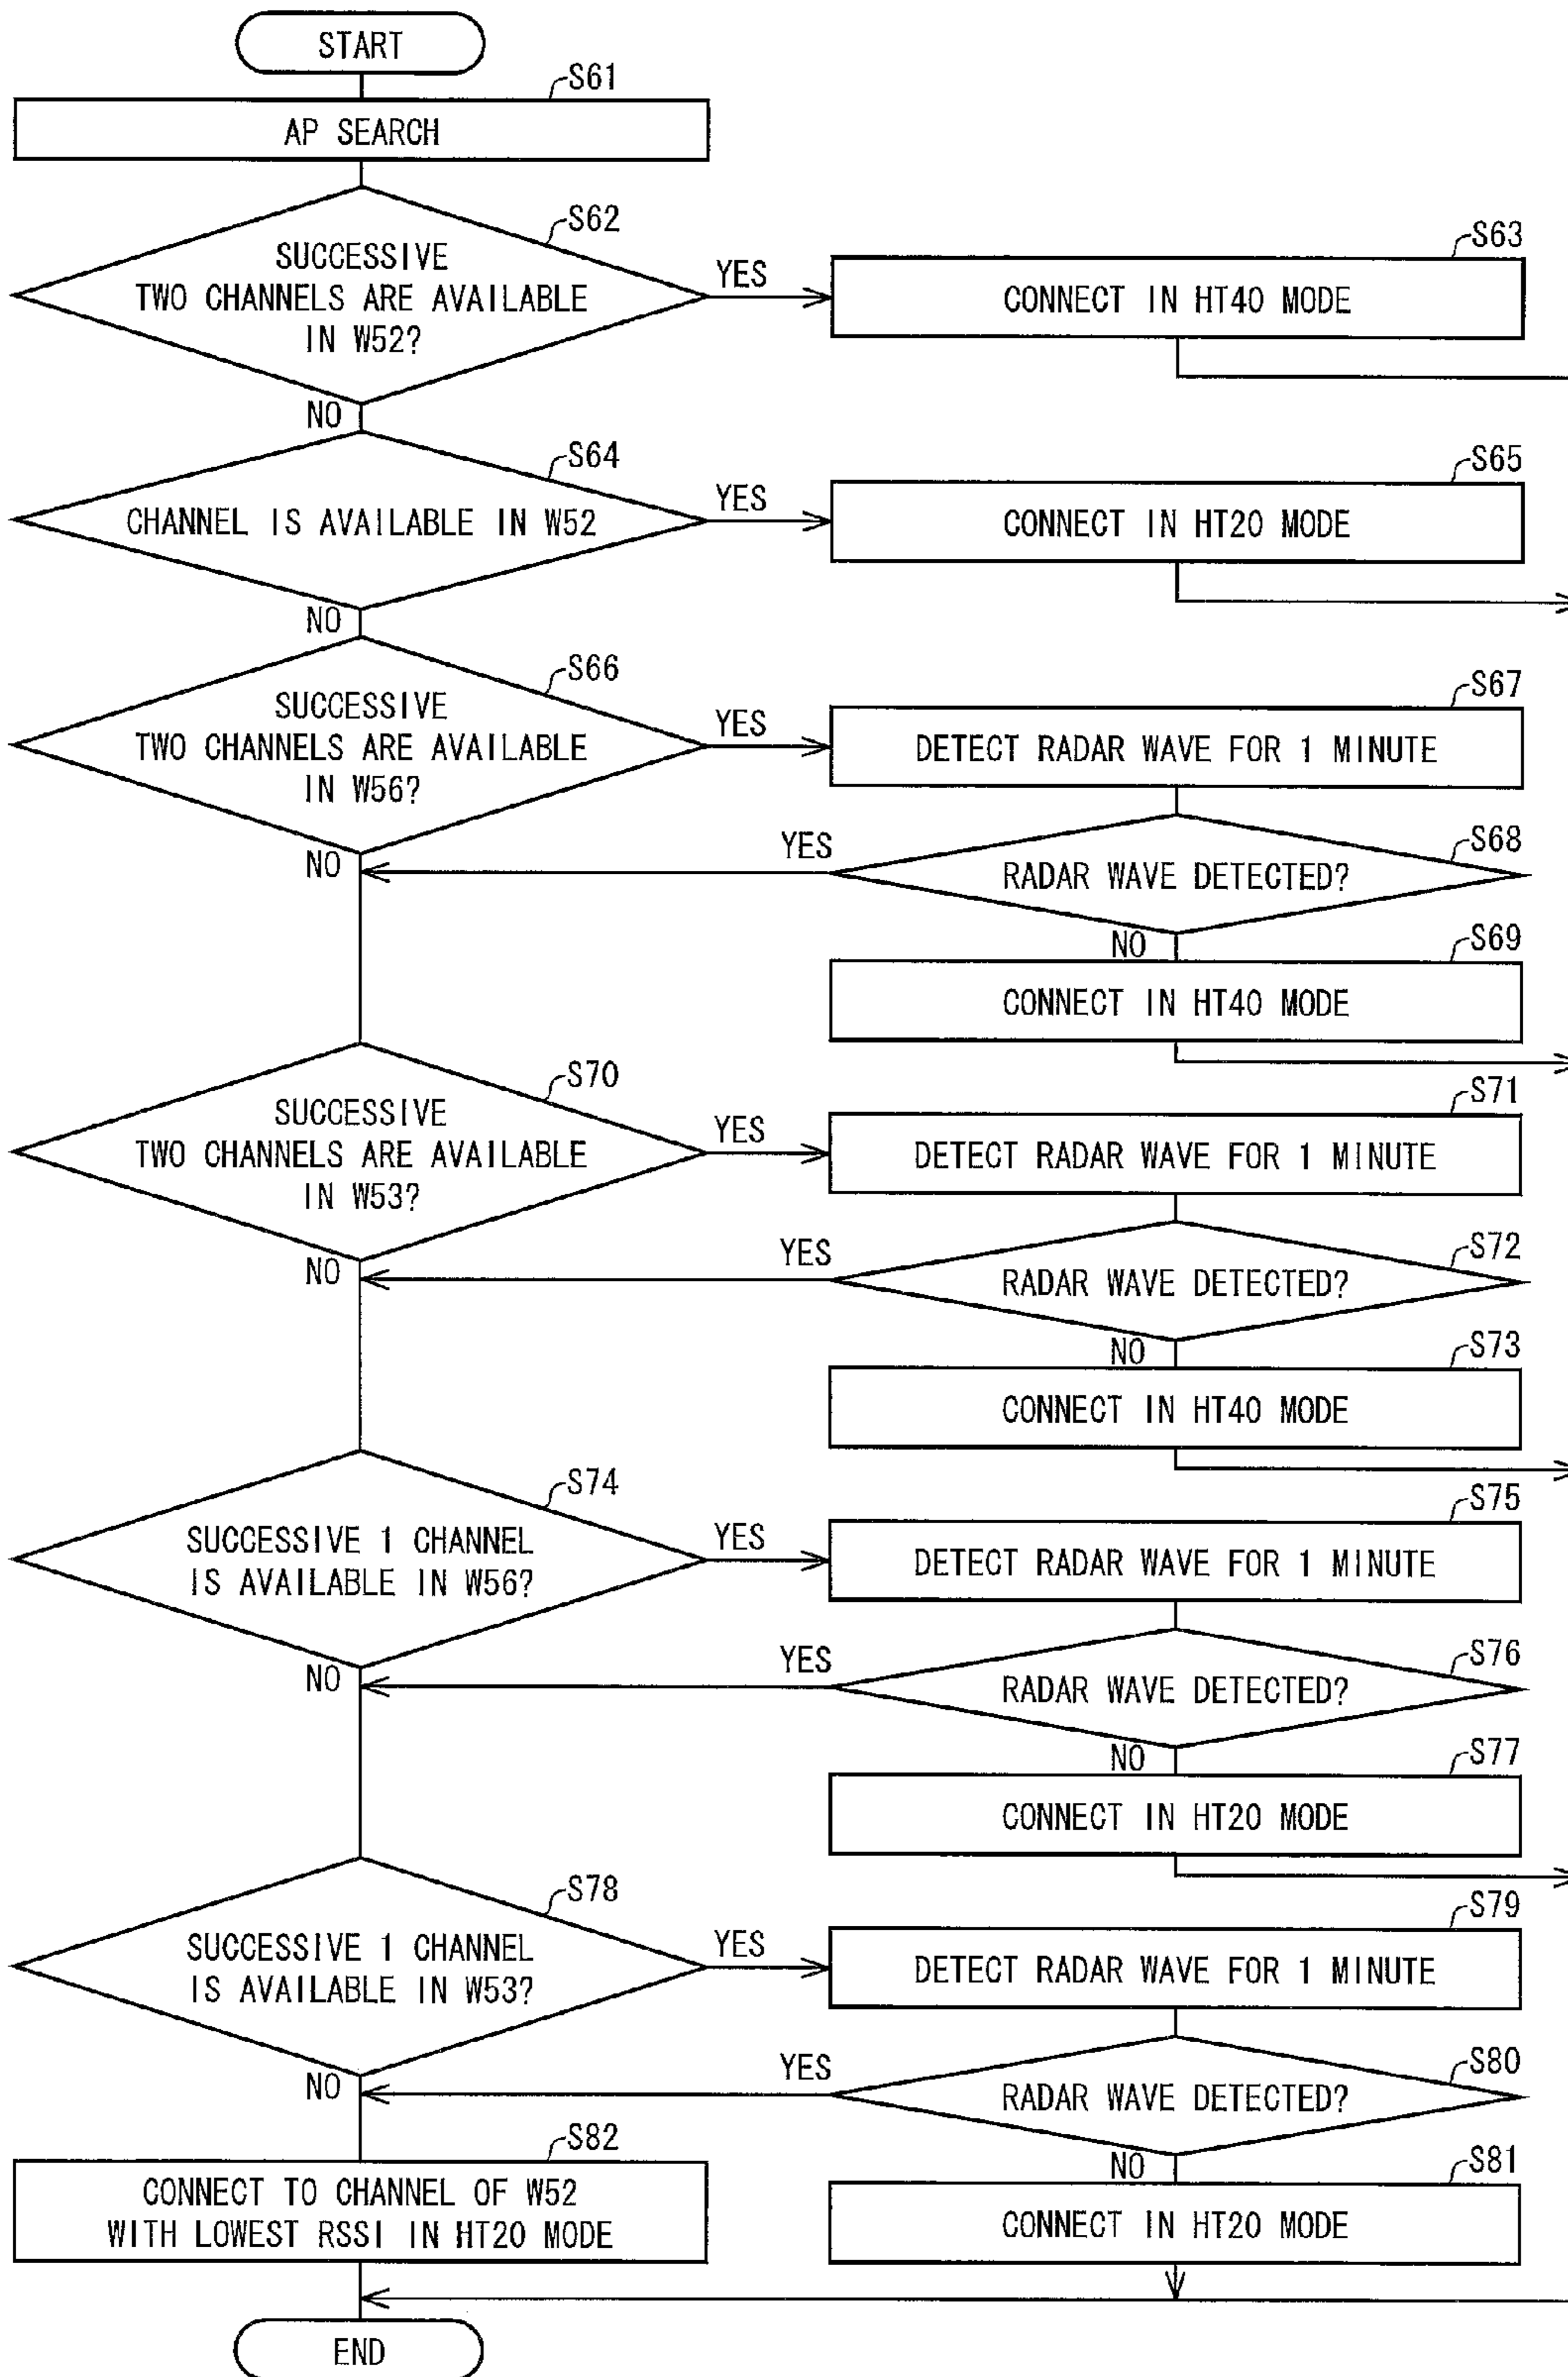 START
S61
AP SEARCH
S62
SUCCESSIVE
TWO CHANNELS ARE AVAILABLE
IN W52?
YES
S63
CONNECT IN HT40 MODE
NO
S64
CHANNEL IS AVAILABLE IN W52
YES
S65
CONNECT IN HT20 MODE
NO
S66
SUCCESSIVE
TWO CHANNELS ARE AVAILABLE
IN W56?
YES
S67
DETECT RADAR WAVE FOR 1 MINUTE
NO
YES
S68
RADAR WAVE DETECTED?
NO
S69
CONNECT IN HT40 MODE
S70
SUCCESSIVE
TWO CHANNELS ARE AVAILABLE
IN W53?
YES
S71
DETECT RADAR WAVE FOR 1 MINUTE
NO
YES
S72
RADAR WAVE DETECTED?
NO
S73
CONNECT IN HT40 MODE
S74
SUCCESSIVE 1 CHANNEL
IS AVAILABLE IN W56?
YES
S75
DETECT RADAR WAVE FOR 1 MINUTE
NO
YES
S76
RADAR WAVE DETECTED?
NO
S77
CONNECT IN HT20 MODE
S78
SUCCESSIVE 1 CHANNEL
IS AVAILABLE IN W53?
YES
S79
DETECT RADAR WAVE FOR 1 MINUTE
NO
YES
S80
RADAR WAVE DETECTED?
NO
S81
CONNECT IN HT20 MODE
S82
CONNECT TO CHANNEL OF W52
WITH LOWEST RSSI IN HT20 MODE
END